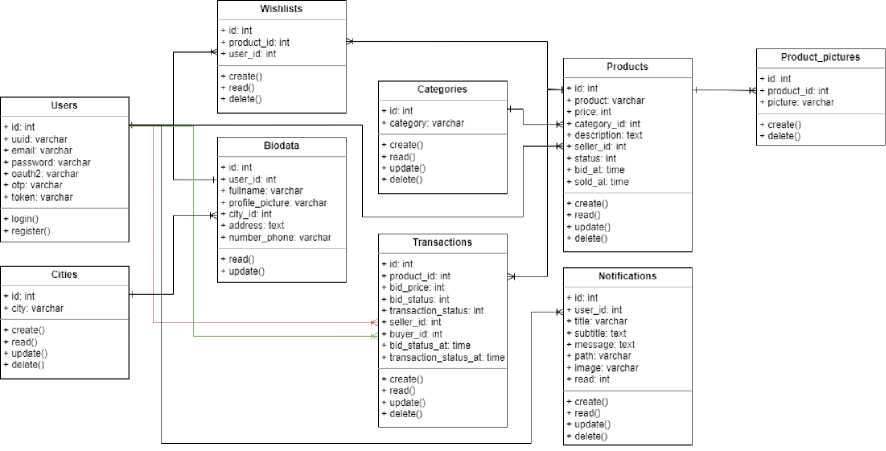 Wishlists
+ id: int
+ product_id: int
+ user_id: int
+ create()
+ read()
+ delete()
Users
+ id: int
+ uuid: varchar
+ email: varchar
+ password: varchar
+ oauth2: varchar
+ otp: varchar
+ token: varchar
+ login()
+ register()
Biodata
+ id: int
+ user_id: int
+ fullname: varchar
+ profile_picture: varchar
+ city_id: int
+ address: text
+ number_phone: varchar
+ read()
+ update()
Cities
+ id: int
+ city: varchar
+ create()
+ read()
+ update()
+ delete()
Categories
+ id: int
+ category: varchar
+ create()
+ read()
+ update()
+ delete()
Transactions
+ id: int
+ product_id: int
+ bid_price: int
+ bid_status: int
+ transaction_status: int
+ seller_id: int
+ buyer_id: int
+ bid_status_at: time
+ transaction_status_at: time
+ create()
+ read()
+ update()
+ delete()
Products
+ id: int
+ product: varchar
+ price: int
+ category_id: int
+ description: text
+ seller_id: int
+ status: int
+ bid_at: time
+ sold_at: time
+ create()
+ read()
+ update()
+ delete()
Product_pictures
+ id: int
+ product_id: int
+ picture: varchar
+ create()
+ delete()
Notifications
+ id: int
+ user_id: int
+ title: varchar
+ subtitle: text
+ message: text
+ path: varchar
+ image: varchar
+ read: int
+ create()
+ read()
+ update()
+ delete()